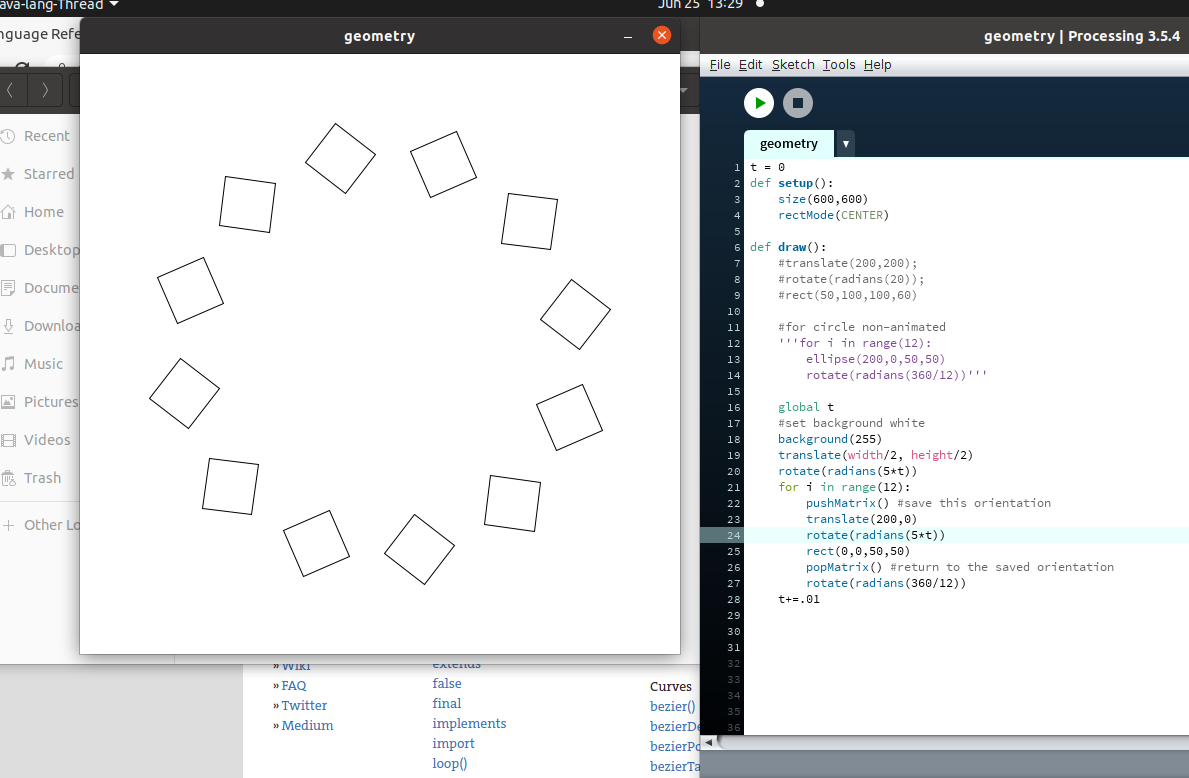 ava-lang-Thread
Jun 25 13:29
nguage Refe
geometry
geometry | Processing 3.5.4
File Edit Sketch Tools Help
Recent
Starred
Home
Desktop
Docume
Downloa
Music
Pictures
Videos
Trash
Other Lo
geometry
1 t = 0
2 def setup():
3     size(600,600)
4     rectMode(CENTER)
5
6 def draw():
7     #translate(200,200);
8     #rotate(radians(20));
9     #rect(50,100,100,60)
10
11     #for circle non-animated
12     '''for i in range(12):
13         ellipse(200,0,50,50)
14         rotate(radians(360/12))'''
15
16     global t
17     #set background white
18     background(255)
19     translate(width/2, height/2)
20     rotate(radians(5*t))
21     for i in range(12):
22         pushMatrix() #save this orientation
23         translate(200,0)
24         rotate(radians(5*t))
25         rect(0,0,50,50)
26         popMatrix() #return to the saved orientation
27         rotate(radians(360/12))
28     t+=.01
29
30
31
32
33
34
35
36
» Wiki
» FAQ
» Twitter
» Medium
extends
false
final
implements
import
loop()
Curves
bezier()
bezierDe
bezierPo
bezierTa